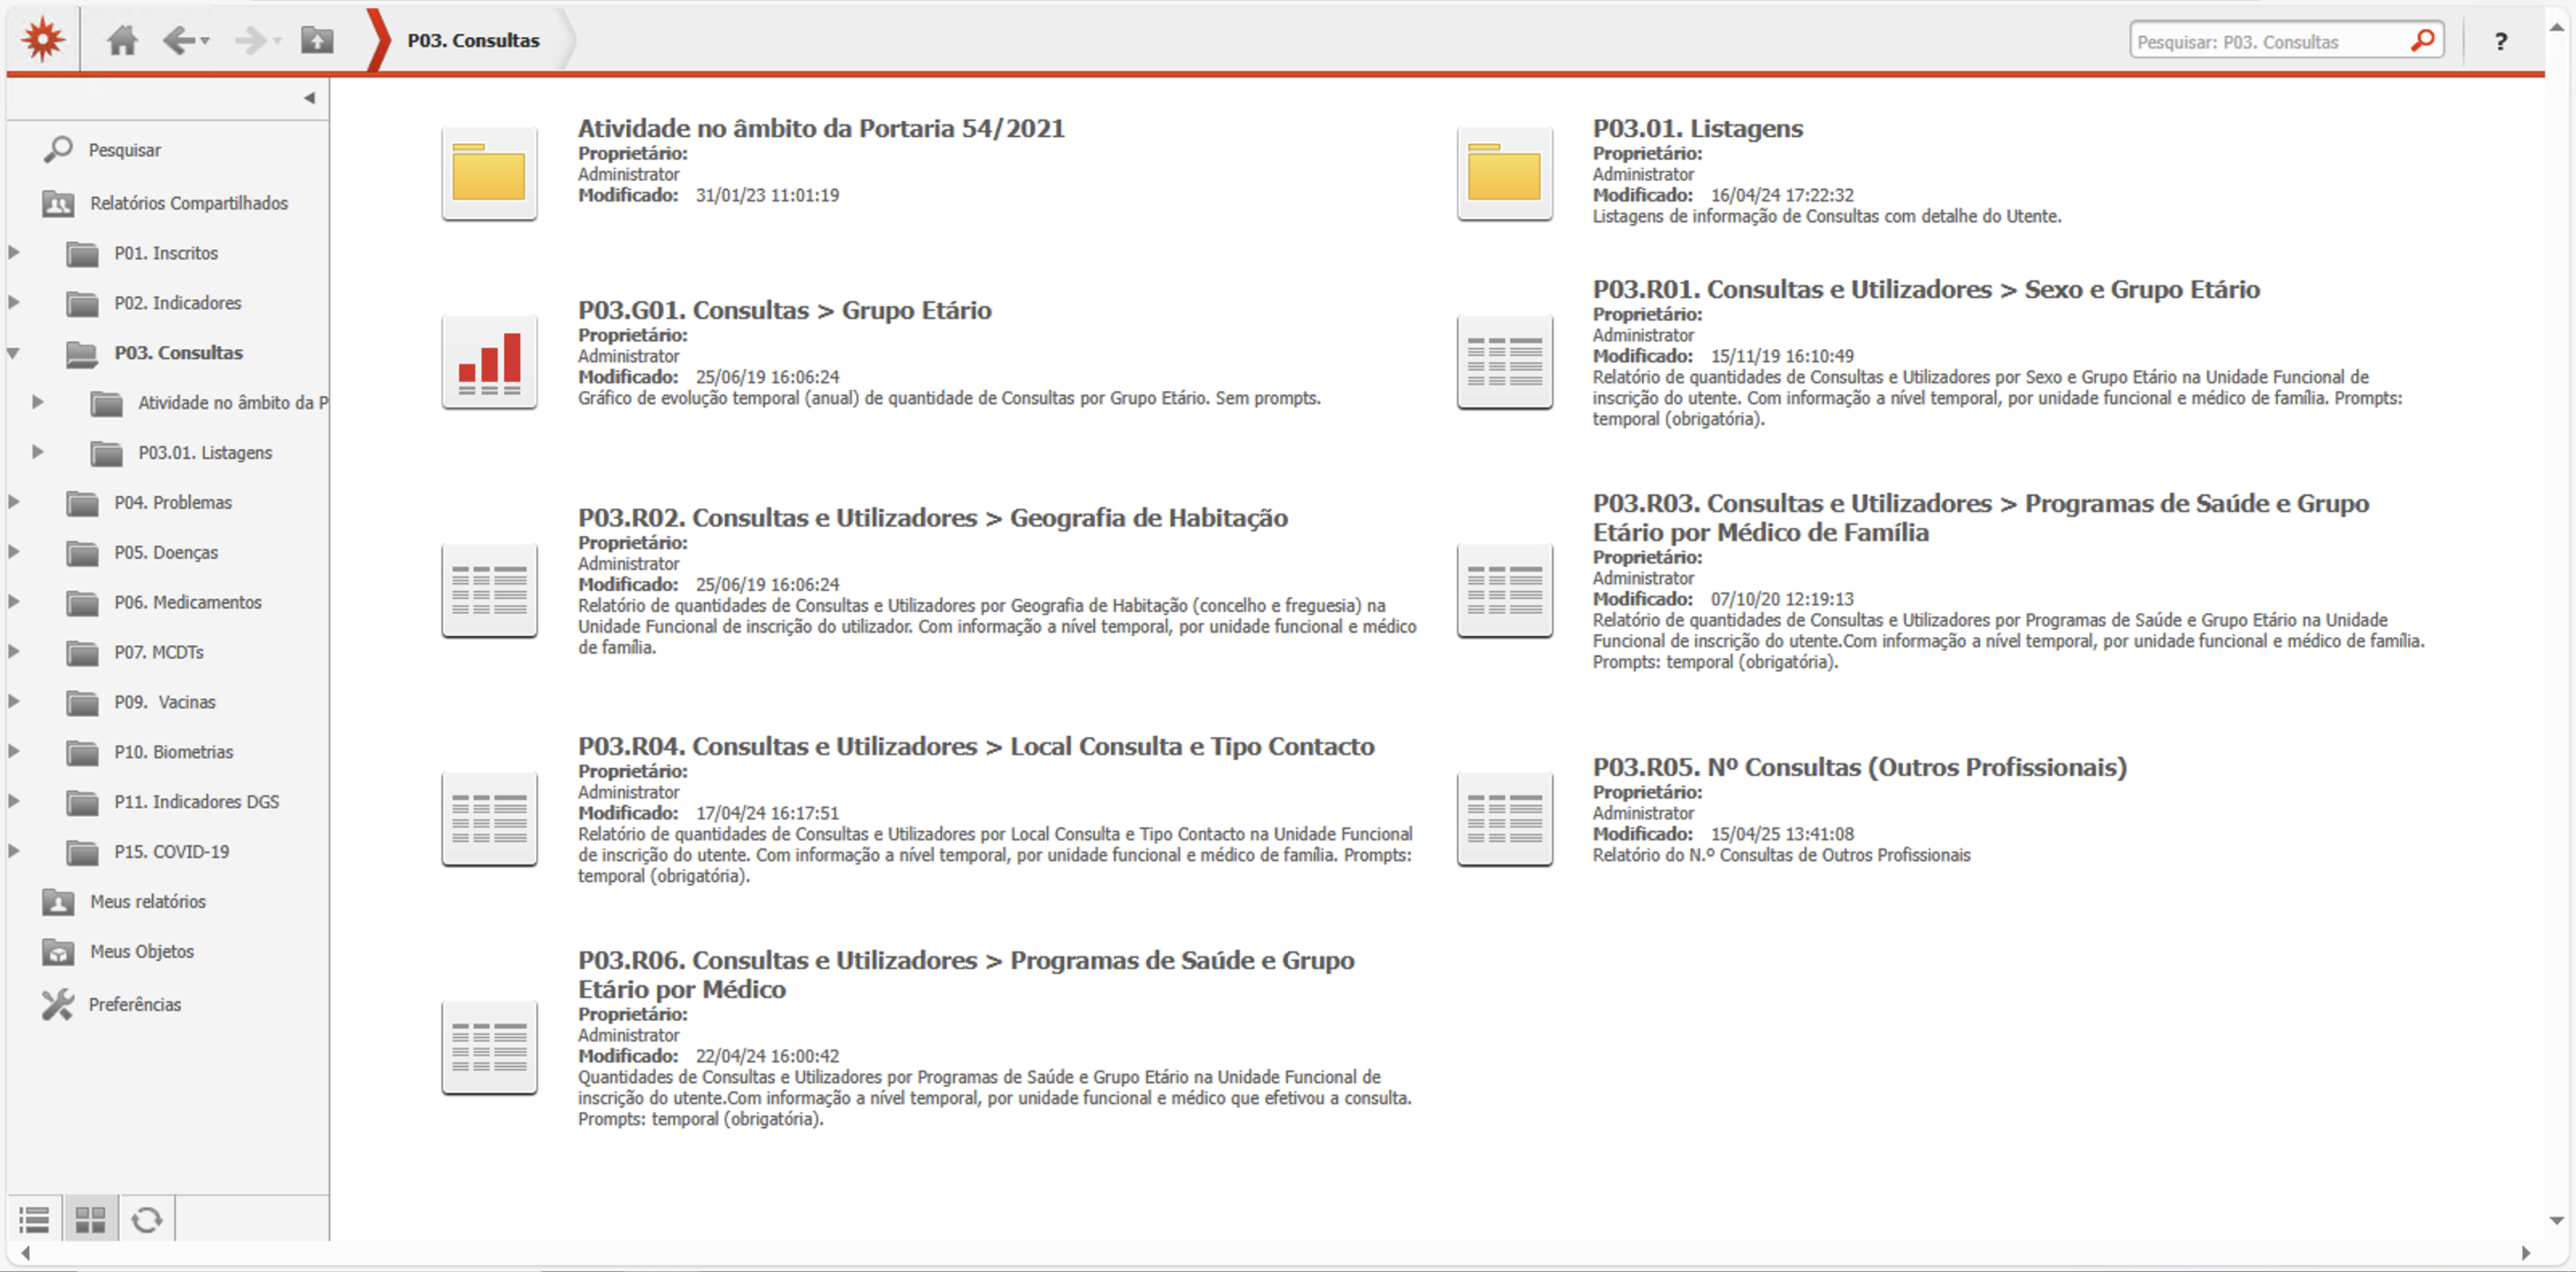 P03. Consultas
Pesquisar: P03. Consultas
?
Pesquisar
Relatórios Compartilhados
P01. Inscritos
P02. Indicadores
P03. Consultas
Atividade no âmbito da P
P03.01. Listagens
P04. Problemas
P05. Doenças
P06. Medicamentos
P07. MCDTs
P09.  Vacinas
P10. Biometrias
P11. Indicadores DGS
P15. COVID-19
Meus relatórios
Meus Objetos
Preferências
Atividade no âmbito da Portaria 54/2021
Proprietário:
Administrator
Modificado: 31/01/23 11:01:19
P03.01. Listagens
Proprietário:
Administrator
Modificado: 16/04/24 17:22:32
Listagens de informação de Consultas com detalhe do Utente.
P03.G01. Consultas > Grupo Etário
Proprietário:
Administrator
Modificado: 25/06/19 16:06:24
Gráfico de evolução temporal (anual) de quantidade de Consultas por Grupo Etário. Sem prompts.
P03.R01. Consultas e Utilizadores > Sexo e Grupo Etário
Proprietário:
Administrator
Modificado: 15/11/19 16:10:49
Relatório de quantidades de Consultas e Utilizadores por Sexo e Grupo Etário na Unidade Funcional de
inscrição do utente. Com informação a nível temporal, por unidade funcional e médico de família. Prompts:
temporal (obrigatória).
P03.R02. Consultas e Utilizadores > Geografia de Habitação
Proprietário:
Administrator
Modificado: 25/06/19 16:06:24
Relatório de quantidades de Consultas e Utilizadores por Geografia de Habitação (concelho e freguesia) na
Unidade Funcional de inscrição do utilizador. Com informação a nível temporal, por unidade funcional e médico
de família.
P03.R03. Consultas e Utilizadores > Programas de Saúde e Grupo
Etário por Médico de Família
Proprietário:
Administrator
Modificado: 07/10/20 12:19:13
Relatório de quantidades de Consultas e Utilizadores por Programas de Saúde e Grupo Etário na Unidade
Funcional de inscrição do utente.Com informação a nível temporal, por unidade funcional e médico de família.
Prompts: temporal (obrigatória).
P03.R04. Consultas e Utilizadores > Local Consulta e Tipo Contacto
Proprietário:
Administrator
Modificado: 17/04/24 16:17:51
Relatório de quantidades de Consultas e Utilizadores por Local Consulta e Tipo Contacto na Unidade Funcional
de inscrição do utente. Com informação a nível temporal, por unidade funcional e médico de família. Prompts:
temporal (obrigatória).
P03.R05. Nº Consultas (Outros Profissionais)
Proprietário:
Administrator
Modificado: 15/04/25 13:41:08
Relatório do N.º Consultas de Outros Profissionais
P03.R06. Consultas e Utilizadores > Programas de Saúde e Grupo
Etário por Médico
Proprietário:
Administrator
Modificado: 22/04/24 16:00:42
Quantidades de Consultas e Utilizadores por Programas de Saúde e Grupo Etário na Unidade Funcional de
inscrição do utente.Com informação a nível temporal, por unidade funcional e médico que efetivou a consulta.
Prompts: temporal (obrigatória).